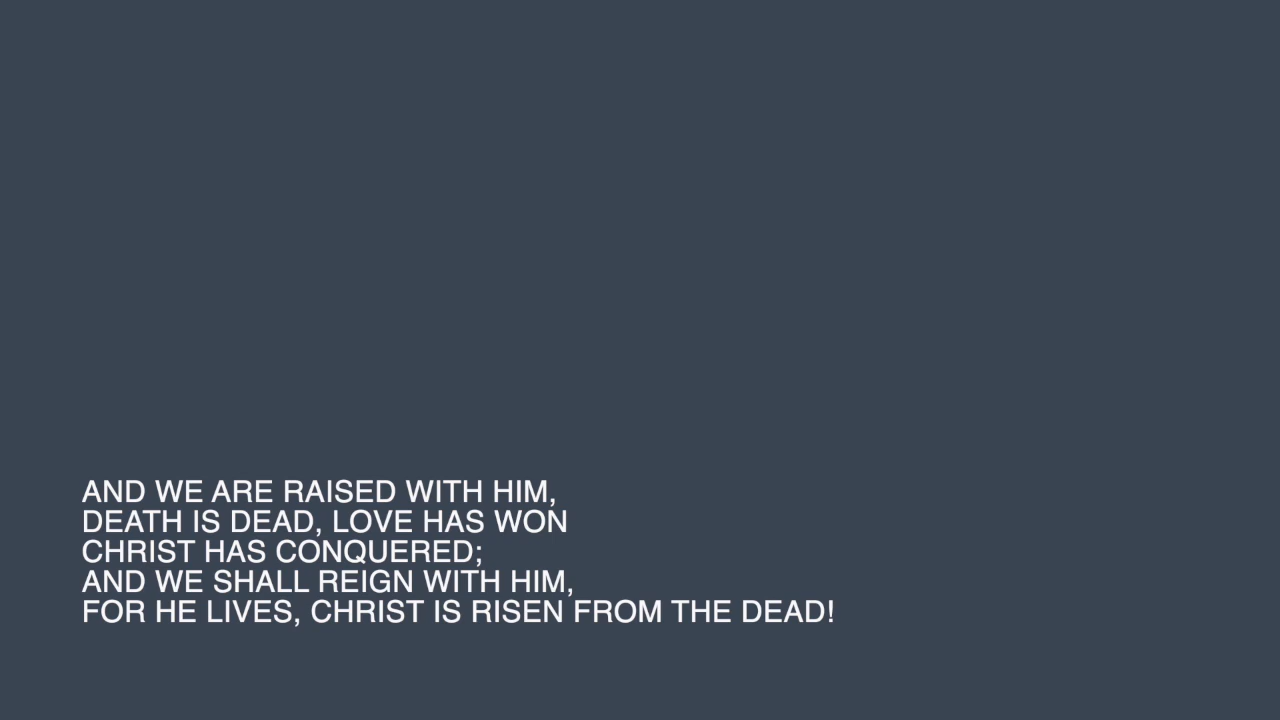 AND WE ARE RAISED WITH HIM,
DEATH IS DEAD, LOVE HAS WON
CHRIST HAS CONQUERED;
AND WE SHALL REIGN WITH HIM,
FOR HE LIVES, CHRIST IS RISEN FROM THE DEAD!